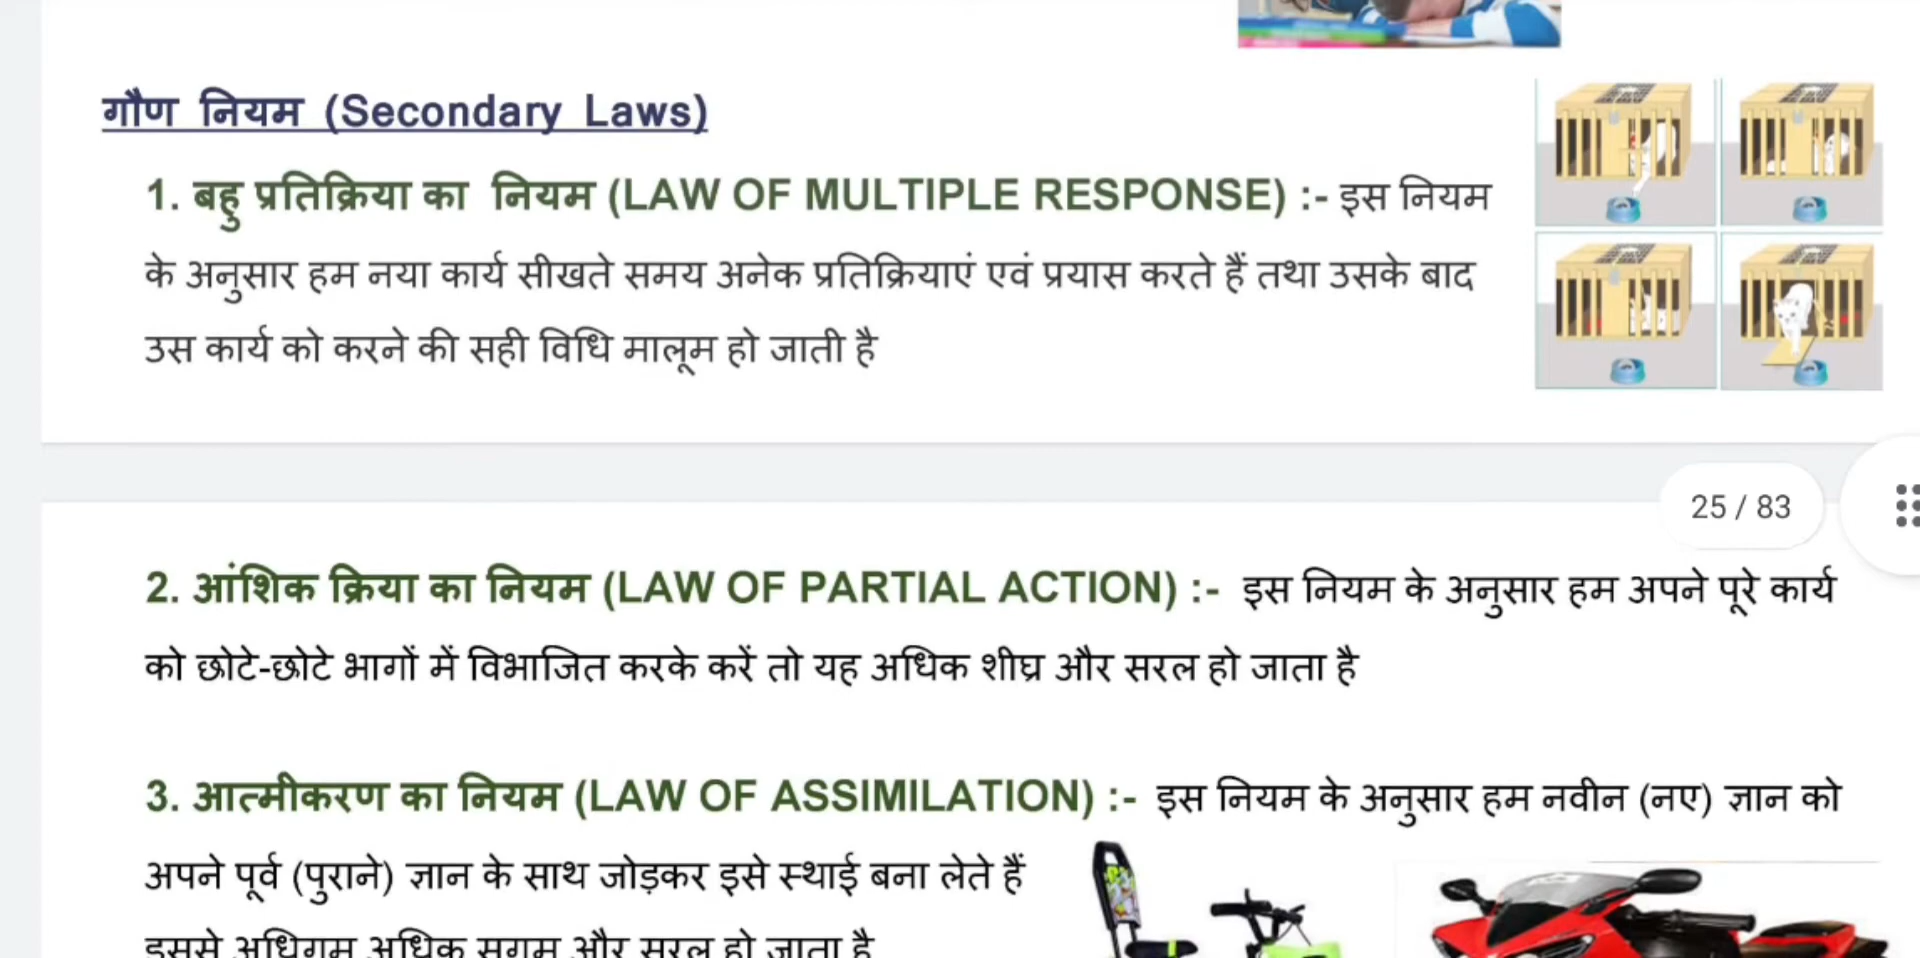 गौण नियम (Secondary Laws)
1. बहु प्रतिक्रिया का नियम (LAW OF MULTIPLE RESPONSE) :- इस नियम
के अनुसार हम नया कार्य सीखते समय अनेक प्रतिक्रियाएं एवं प्रयास करते हैं तथा उसके बाद
उस कार्य को करने की सही विधि मालूम हो जाती है
25 / 83
2. आंशिक क्रिया का नियम (LAW OF PARTIAL ACTION) :- इस नियम के अनुसार हम अपने पूरे कार्य
को छोटे-छोटे भागों में विभाजित करके करें तो यह अधिक शीघ्र और सरल हो जाता है
3. आत्मीकरण का नियम (LAW OF ASSIMILATION) :- इस नियम के अनुसार हम नवीन (नए) ज्ञान को
अपने पूर्व (पुराने) ज्ञान के साथ जोड़कर इसे स्थाई बना लेते हैं
इससे अधिगम अधिक सुगम और सरल हो जाता है